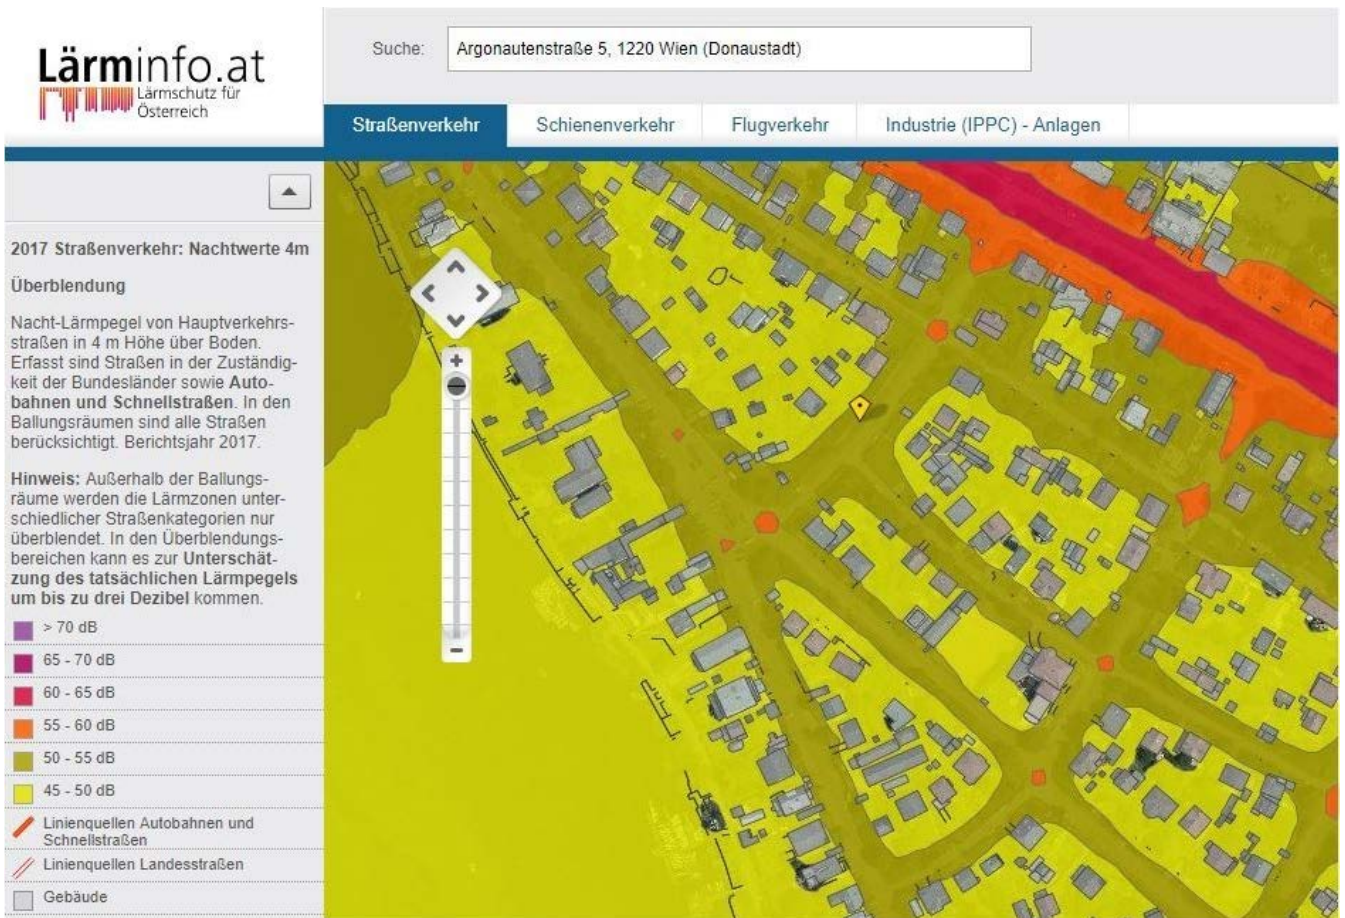 Lärminfo.at
Lärmschutz für
Österreich
Suche: Argonautenstraße 5, 1220 Wien (Donaustadt)
Straßenverkehr Schienenverkehr Flugverkehr Industrie (IPPC) - Anlagen
2017 Straßenverkehr: Nachtwerte 4m
Überblendung
Nacht-Lärmpegel von Hauptverkehrs-
straßen in 4 m Höhe über Boden.
Erfasst sind Straßen in der Zuständig-
keit der Bundesländer sowie Auto-
bahnen und Schnellstraßen. In den
Ballungsräumen sind alle Straßen
berücksichtigt. Berichtsjahr 2017.
Hinweis: Außerhalb der Ballungs-
räume werden die Lärmzonen unter-
schiedlicher Straßenkategorien nur
überblendet. In den Überblendungs-
bereichen kann es zur Unterschät-
zung des tatsächlichen Lärmpegels
um bis zu drei Dezibel kommen.
> 70 dB
65 - 70 dB
60 - 65 dB
55 - 60 dB
50 - 55 dB
45 - 50 dB
Linienquellen Autobahnen und
Schnellstraßen
Linienquellen Landesstraßen
Gebäude